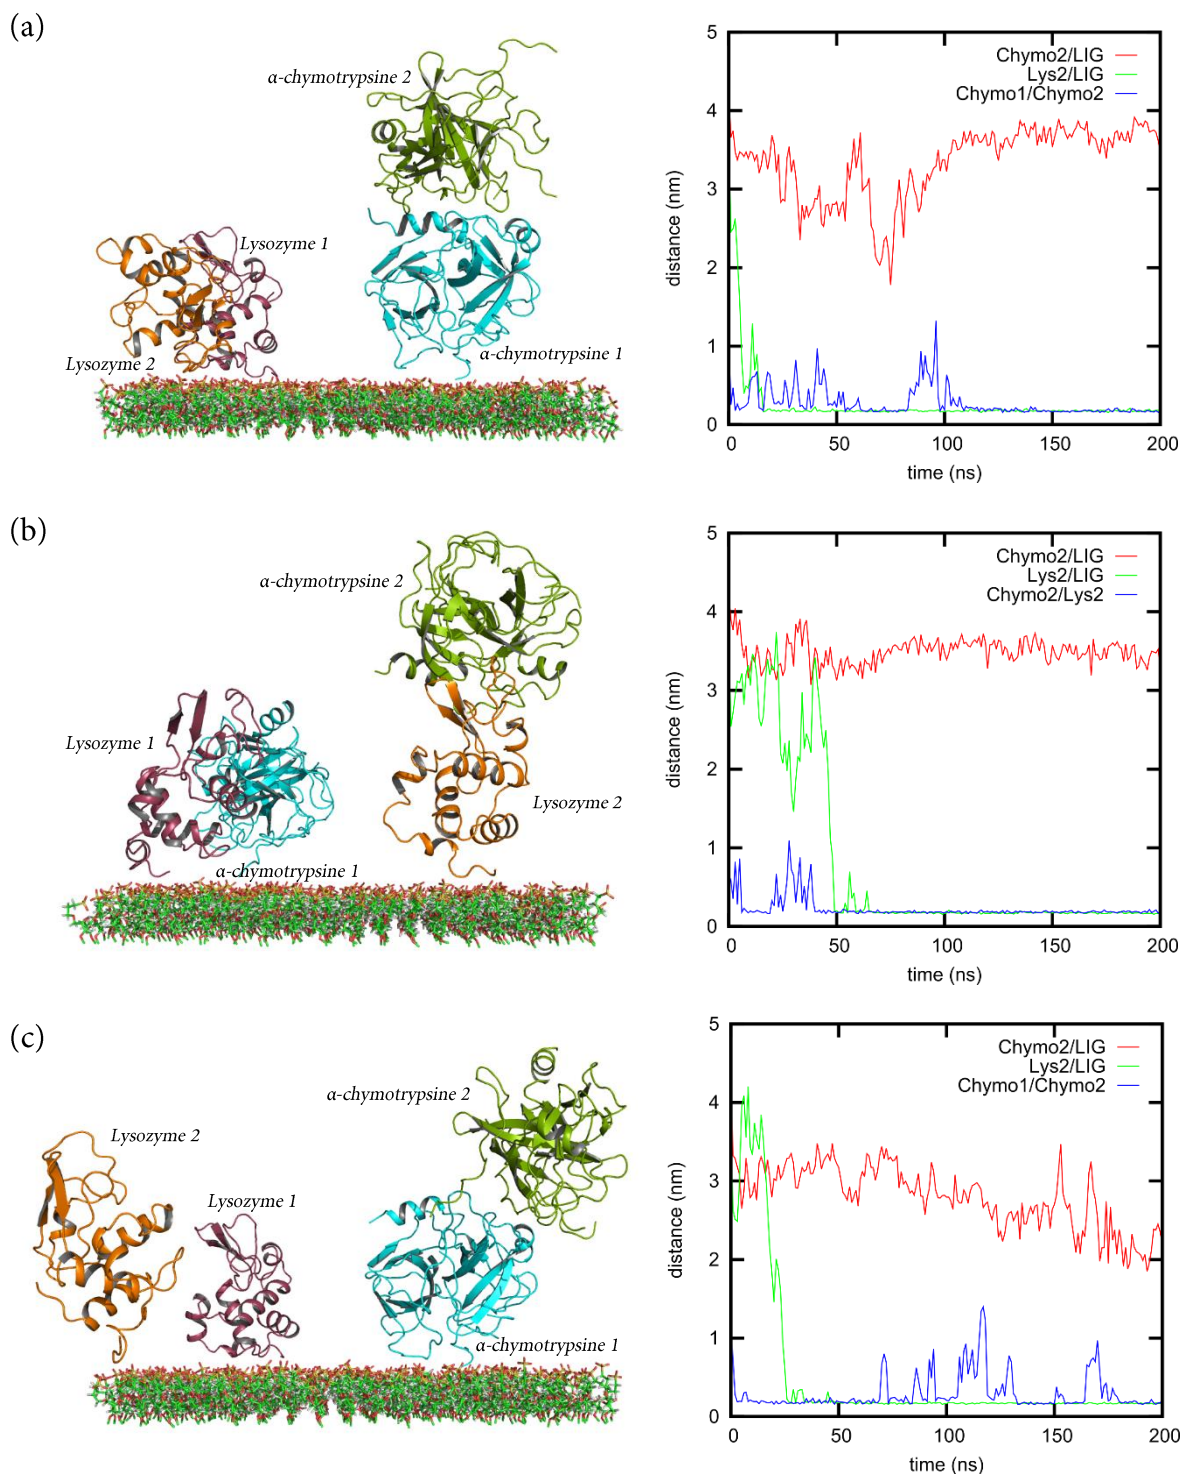 (a)
α-chymotrypsine 2
Lysozyme 1
Lysozyme 2
α-chymotrypsine 1
5
4
3
2
1
0
distance (nm)
Chymo2/LIG
Lys2/LIG
Chymo1/Chymo2
0 50 100 150 200
time (ns)
(b)
α-chymotrypsine 2
Lysozyme 1
Lysozyme 2
α-chymotrypsine 1
5
4
3
2
1
0
distance (nm)
Chymo2/LIG
Lys2/LIG
Chymo2/Lys2
0 50 100 150 200
time (ns)
(c)
α-chymotrypsine 2
Lysozyme 2
Lysozyme 1
α-chymotrypsine 1
5
4
3
2
1
0
distance (nm)
Chymo2/LIG
Lys2/LIG
Chymo1/Chymo2
0 50 100 150 200
time (ns)